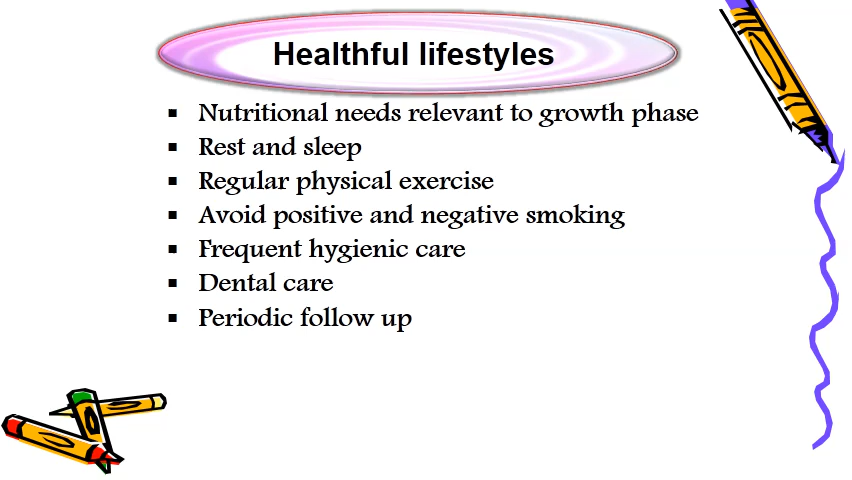 Healthful lifestyles
▪ Nutritional needs relevant to growth phase
▪ Rest and sleep
▪ Regular physical exercise
▪ Avoid positive and negative smoking
▪ Frequent hygienic care
▪ Dental care
▪ Periodic follow up